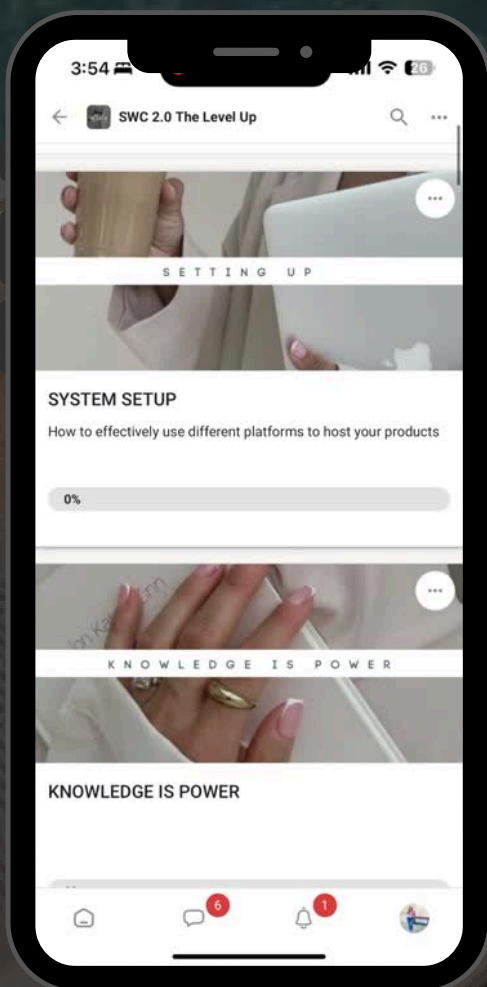 3:54
26
SWC 2.0 The Level Up
SETTING UP
SYSTEM SETUP
How to effectively use different platforms to host your products
0%
KNOWLEDGE IS POWER
KNOWLEDGE IS POWER
6
1